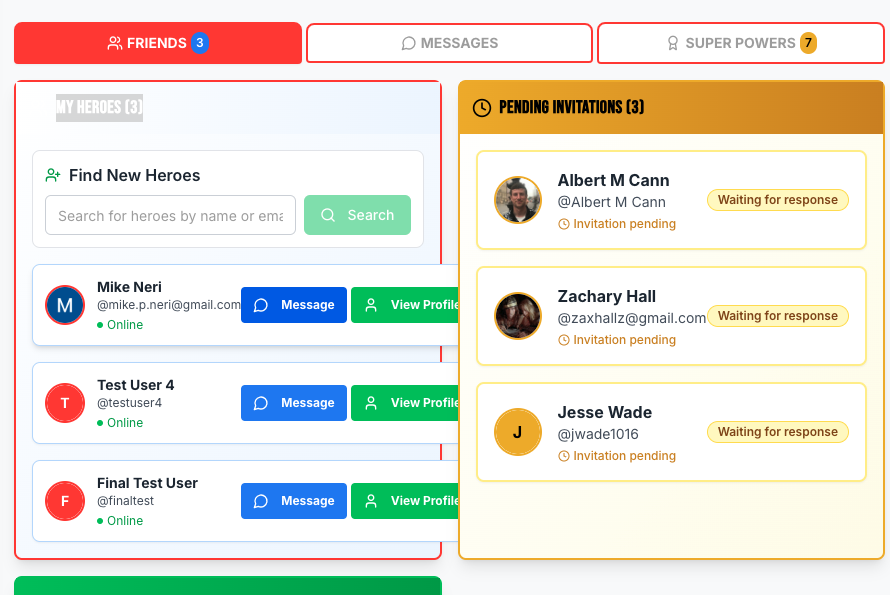 FRIENDS 3
MESSAGES
SUPER POWERS 7
MY HEROES (3)
Find New Heroes
Search for heroes by name or ema
Search
M
Mike Neri
@mike.p.neri@gmail.com
Online
Message
View Profile
T
Test User 4
@testuser4
Online
Message
View Profile
F
Final Test User
@finaltest
Online
Message
View Profile
PENDING INVITATIONS (3)
Albert M Cann
@Albert M Cann
Invitation pending
Waiting for response
Zachary Hall
@zaxhallz@gmail.com
Invitation pending
Waiting for response
J
Jesse Wade
@jwade1016
Invitation pending
Waiting for response